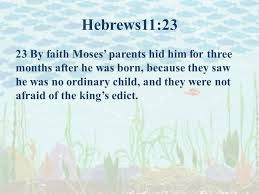 Hebrews11:23
23 By faith Moses’ parents hid him for three
months after he was born, because they saw
he was no ordinary child, and they were not
afraid of the king’s edict.